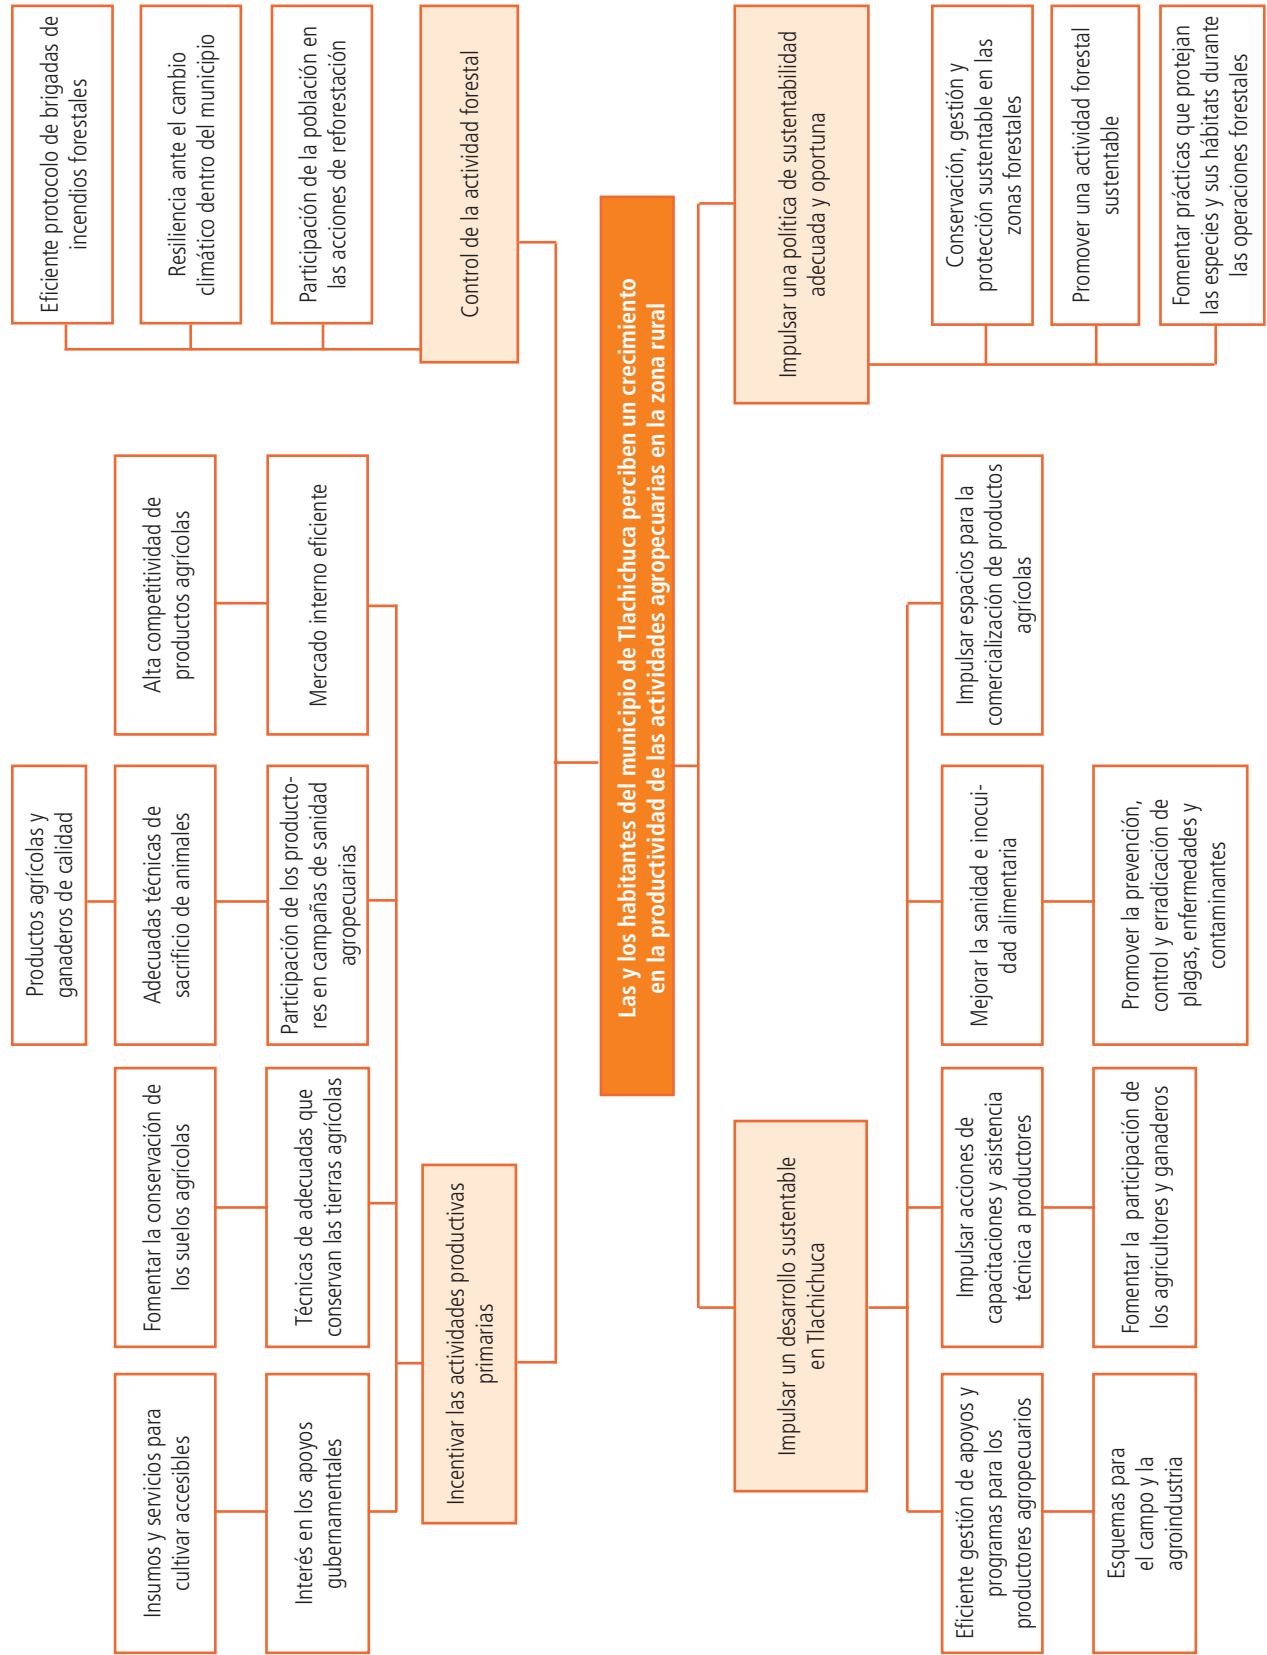 Productos agrícolas y
ganaderos de calidad
Eficiente protocolo de brigadas de
incendios forestales
Insumos y servicios para
cultivar accesibles
Fomentar la conservación de
los suelos agrícolas
Adecuadas técnicas de
sacrificio de animales
Alta competitividad de
productos agrícolas
Resiliencia ante el cambio
climático dentro del municipio
Interés en los apoyos
gubernamentales
Técnicas de adecuadas que
conservan las tierras agrícolas
Participación de los producto-
res en campañas de sanidad
agropecuarias
Mercado interno eficiente
Participación de la población en
las acciones de reforestación
Incentivar las actividades productivas
primarias
Control de la actividad forestal
Las y los habitantes del municipio de Tlachichuca perciben un crecimiento
en la productividad de las actividades agropecuarias en la zona rural
Impulsar un desarrollo sustentable
en Tlachichuca
Impulsar una política de sustentabilidad
adecuada y oportuna
Eficiente gestión de apoyos y
programas para los
productores agropecuarios
Impulsar acciones de
capacitaciones y asistencia
técnica a productores
Mejorar la sanidad e inocui-
dad alimentaria
Impulsar espacios para la
comercialización de productos
agrícolas
Conservación, gestión y
protección sustentable en las
zonas forestales
Esquemas para
el campo y la
agroindustria
Fomentar la participación de
los agricultores y ganaderos
Promover la prevención,
control y erradicación de
plagas, enfermedades y
contaminantes
Promover una actividad forestal
sustentable
Fomentar prácticas que protejan
las especies y sus hábitats durante
las operaciones forestales